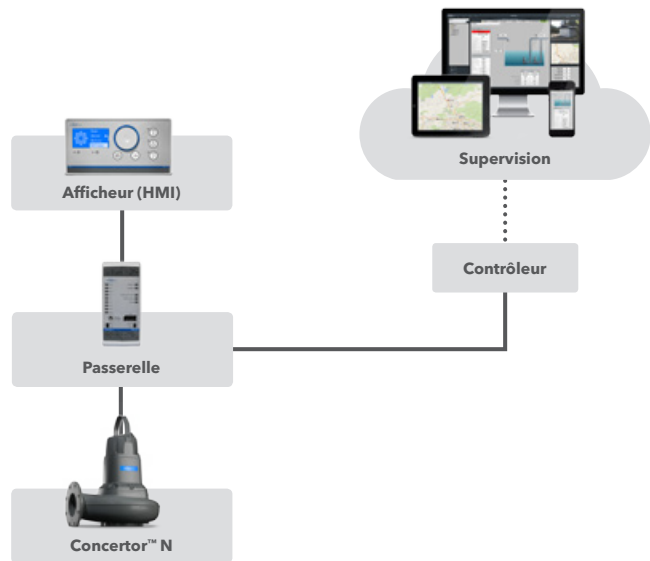 Afficheur (HMI)
Supervision
Contrôleur
Passerelle
Concertor™ N